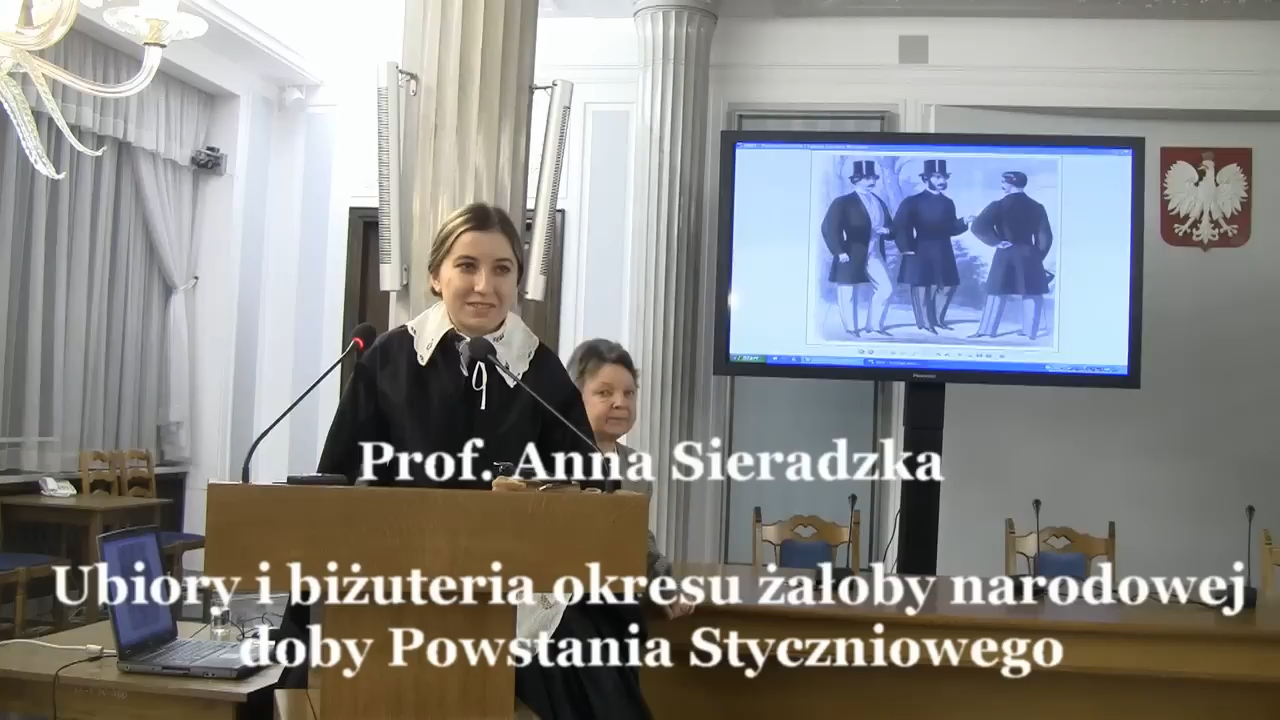 Prof. Anna Sieradzka
Ubiory i biżuteria okresu żałoby narodowej
doby Powstania Styczniowego